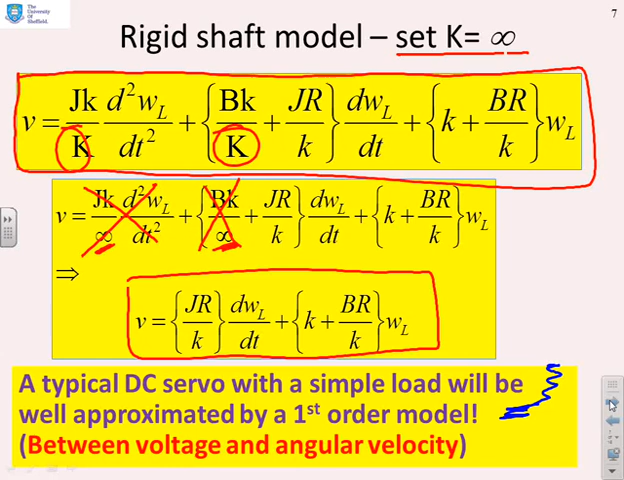 The University Of Sheffield.
7
Rigid shaft model – set K= ∞
v = Jk/K d²w_L/dt² + {Bk/K + JR/k} dw_L/dt + {k + BR/k} w_L
v = Jk/∞ d²w_L/dt² + {Bk/∞ + JR/k} dw_L/dt + {k + BR/k} w_L
⇒
v = {JR/k} dw_L/dt + {k + BR/k} w_L
A typical DC servo with a simple load will be
well approximated by a 1st order model!
(Between voltage and angular velocity)